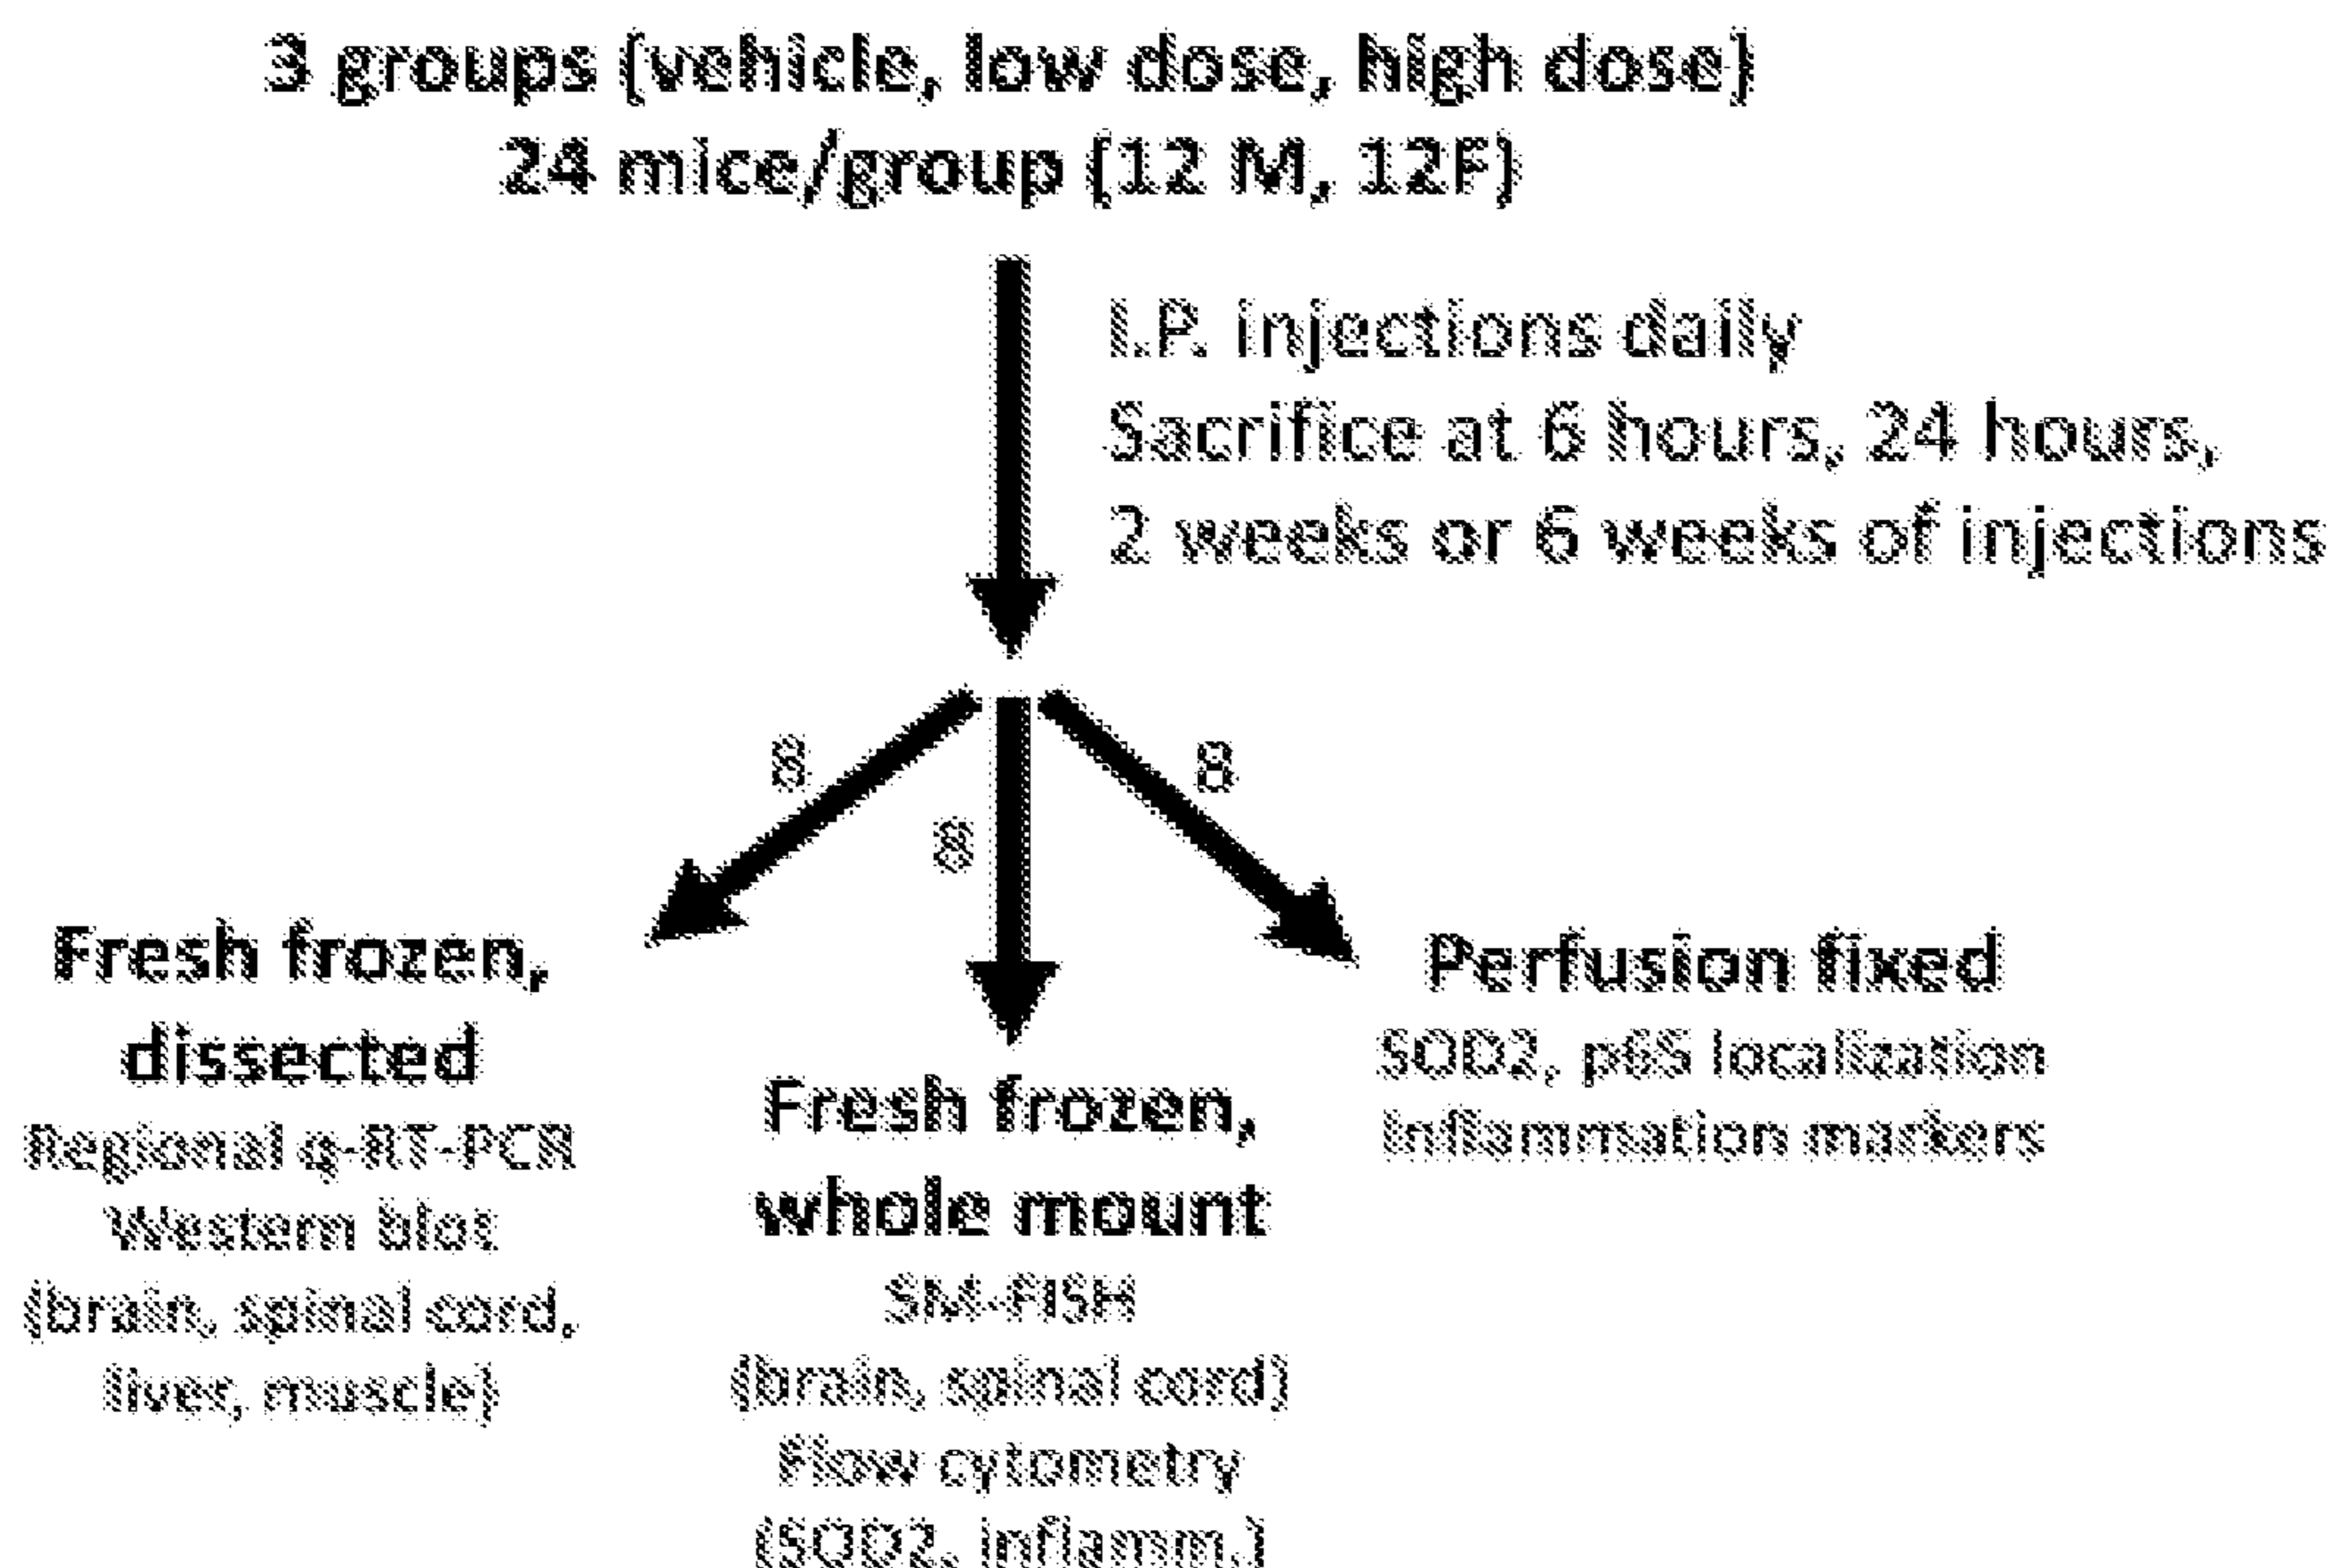 3 groups (vehicle, low dose, high dose)
24 mice/group (12 M, 12F)
I.P. injections daily
Sacrifice at 6 hours, 24 hours,
2 weeks or 6 weeks of injections
8
8
8
Fresh frozen,
dissected
Regional q-RT-PCR
Western blot
(brain, spinal cord,
liver, muscle)
Fresh frozen,
whole mount
SM-FISH
(brain, spinal cord)
Flow cytometry
(SOD2, inflamm.)
Perfusion fixed
SOD2, p65 localization
Inflammation markers